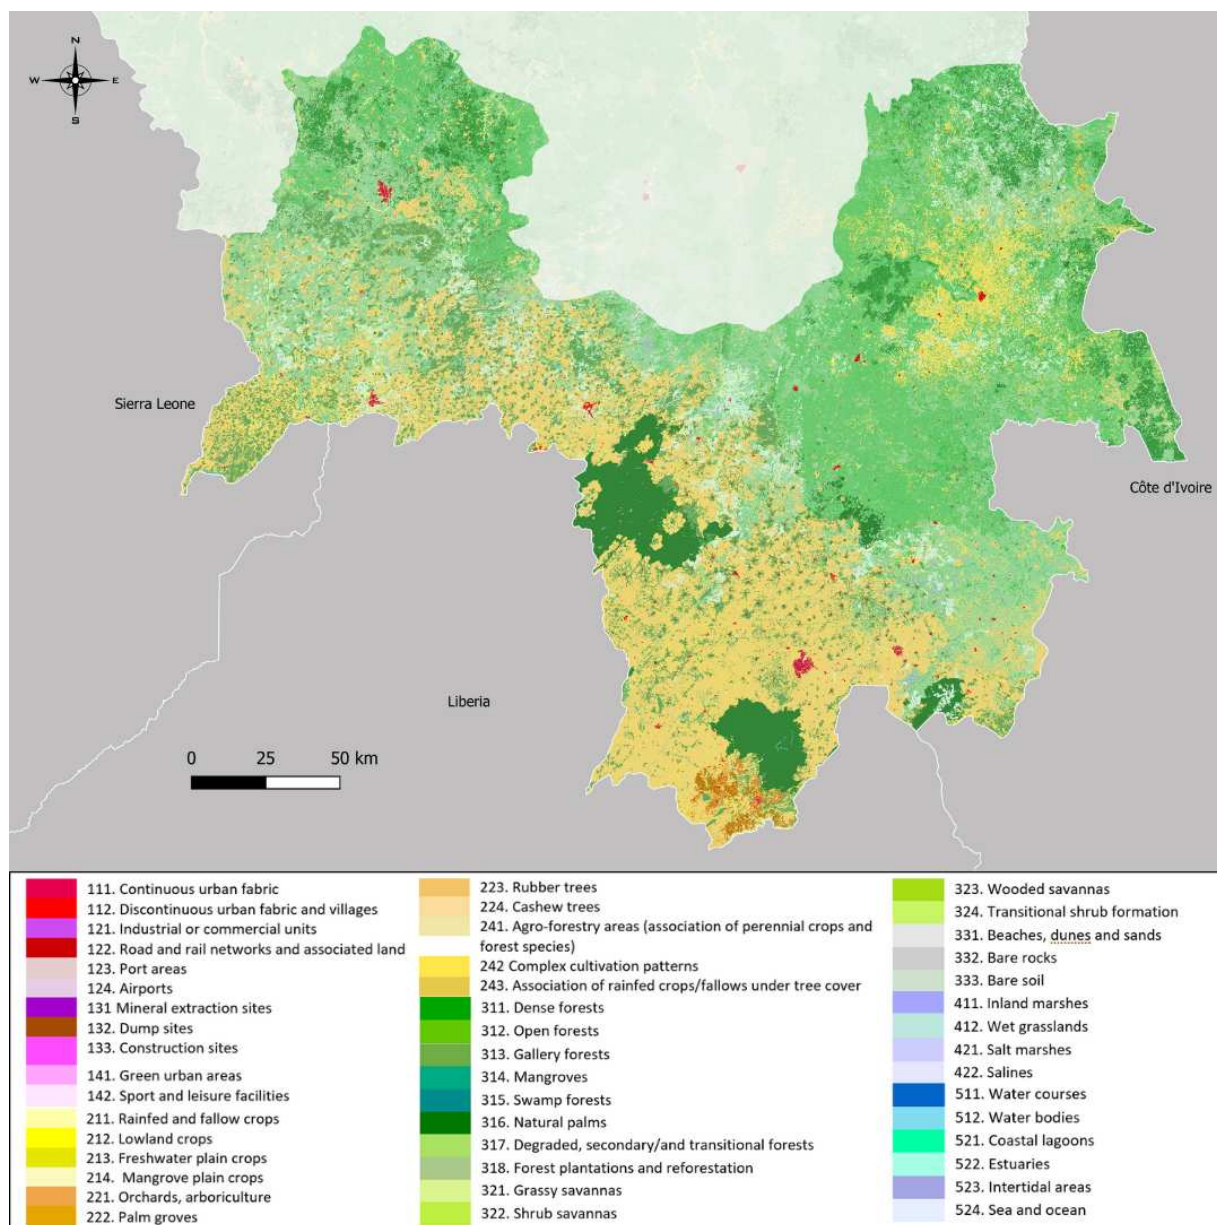 N
W E
S
Sierra Leone
Côte d'Ivoire
Liberia
0 25 50 km
111. Continuous urban fabric
112. Discontinuous urban fabric and villages
121. Industrial or commercial units
122. Road and rail networks and associated land
123. Port areas
124. Airports
131 Mineral extraction sites
132. Dump sites
133. Construction sites
141. Green urban areas
142. Sport and leisure facilities
211. Rainfed and fallow crops
212. Lowland crops
213. Freshwater plain crops
214. Mangrove plain crops
221. Orchards, arboriculture
222. Palm groves
223. Rubber trees
224. Cashew trees
241. Agro-forestry areas (association of perennial crops and
forest species)
242 Complex cultivation patterns
243. Association of rainfed crops/fallows under tree cover
311. Dense forests
312. Open forests
313. Gallery forests
314. Mangroves
315. Swamp forests
316. Natural palms
317. Degraded, secondary/and transitional forests
318. Forest plantations and reforestation
321. Grassy savannas
322. Shrub savannas
323. Wooded savannas
324. Transitional shrub formation
331. Beaches, dunes and sands
332. Bare rocks
333. Bare soil
411. Inland marshes
412. Wet grasslands
421. Salt marshes
422. Salines
511. Water courses
512. Water bodies
521. Coastal lagoons
522. Estuaries
523. Intertidal areas
524. Sea and ocean